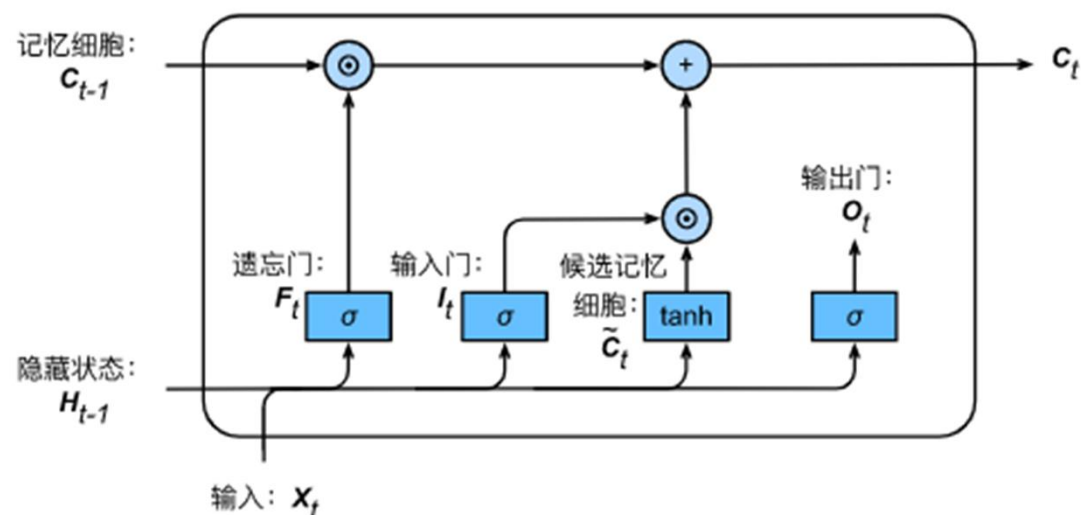 记忆细胞：
C_{t-1}
⊙
+
C_t
输出门：
O_t
⊙
遗忘门：
F_t
σ
输入门：
I_t
σ
候选记忆
细胞：
C̃_t
tanh
σ
隐藏状态：
H_{t-1}
输入：X_t